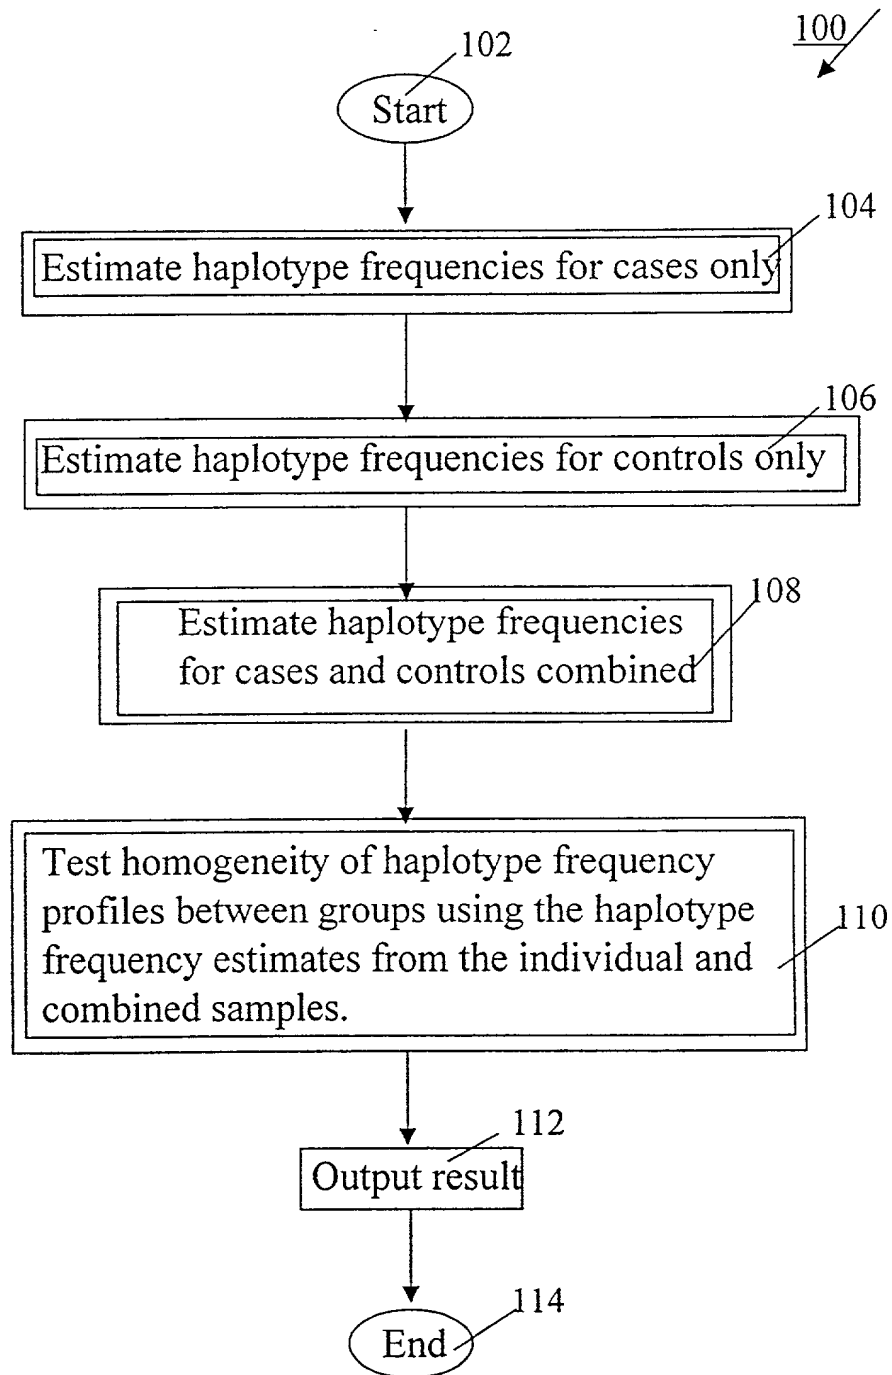 100
102
Start
104
Estimate haplotype frequencies for cases only
106
Estimate haplotype frequencies for controls only
108
Estimate haplotype frequencies
for cases and controls combined
Test homogeneity of haplotype frequency
profiles between groups using the haplotype
frequency estimates from the individual and
combined samples.
110
112
Output result
114
End